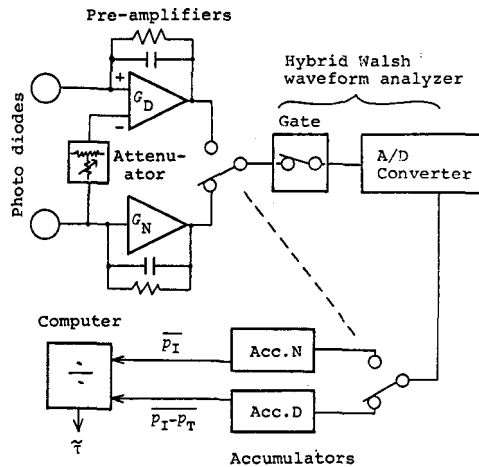 Pre-amplifiers
Hybrid Walsh
waveform analyzer
Photo diodes
+
G_D
−
Attenu-
ator
Gate
A/D
Converter
G_N
Computer
÷
p_I
Acc.N
p_I-p_T
Acc.D
τ̃
Accumulators